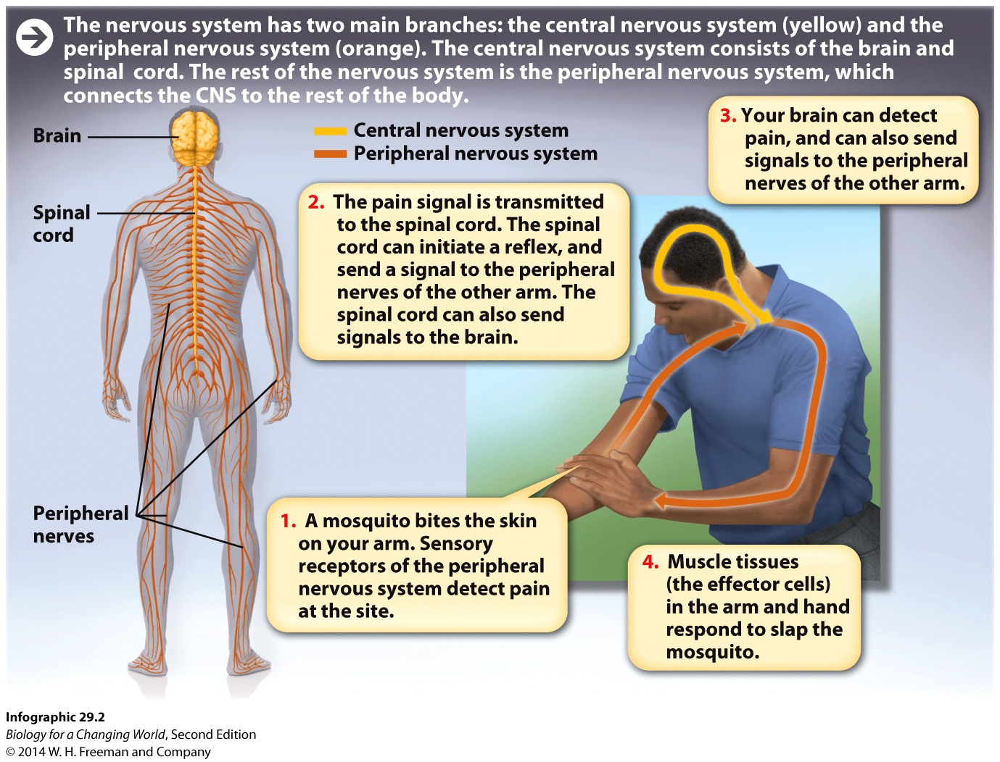 The nervous system has two main branches: the central nervous system (yellow) and the
peripheral nervous system (orange). The central nervous system consists of the brain and
spinal cord. The rest of the nervous system is the peripheral nervous system, which
connects the CNS to the rest of the body.
Brain
Spinal
cord
Peripheral
nerves
Central nervous system
Peripheral nervous system
1. A mosquito bites the skin
on your arm. Sensory
receptors of the peripheral
nervous system detect pain
at the site.
2. The pain signal is transmitted
to the spinal cord. The spinal
cord can initiate a reflex, and
send a signal to the peripheral
nerves of the other arm. The
spinal cord can also send
signals to the brain.
3. Your brain can detect
pain, and can also send
signals to the peripheral
nerves of the other arm.
4. Muscle tissues
(the effector cells)
in the arm and hand
respond to slap the
mosquito.
Infographic 29.2
Biology for a Changing World, Second Edition
© 2014 W. H. Freeman and Company